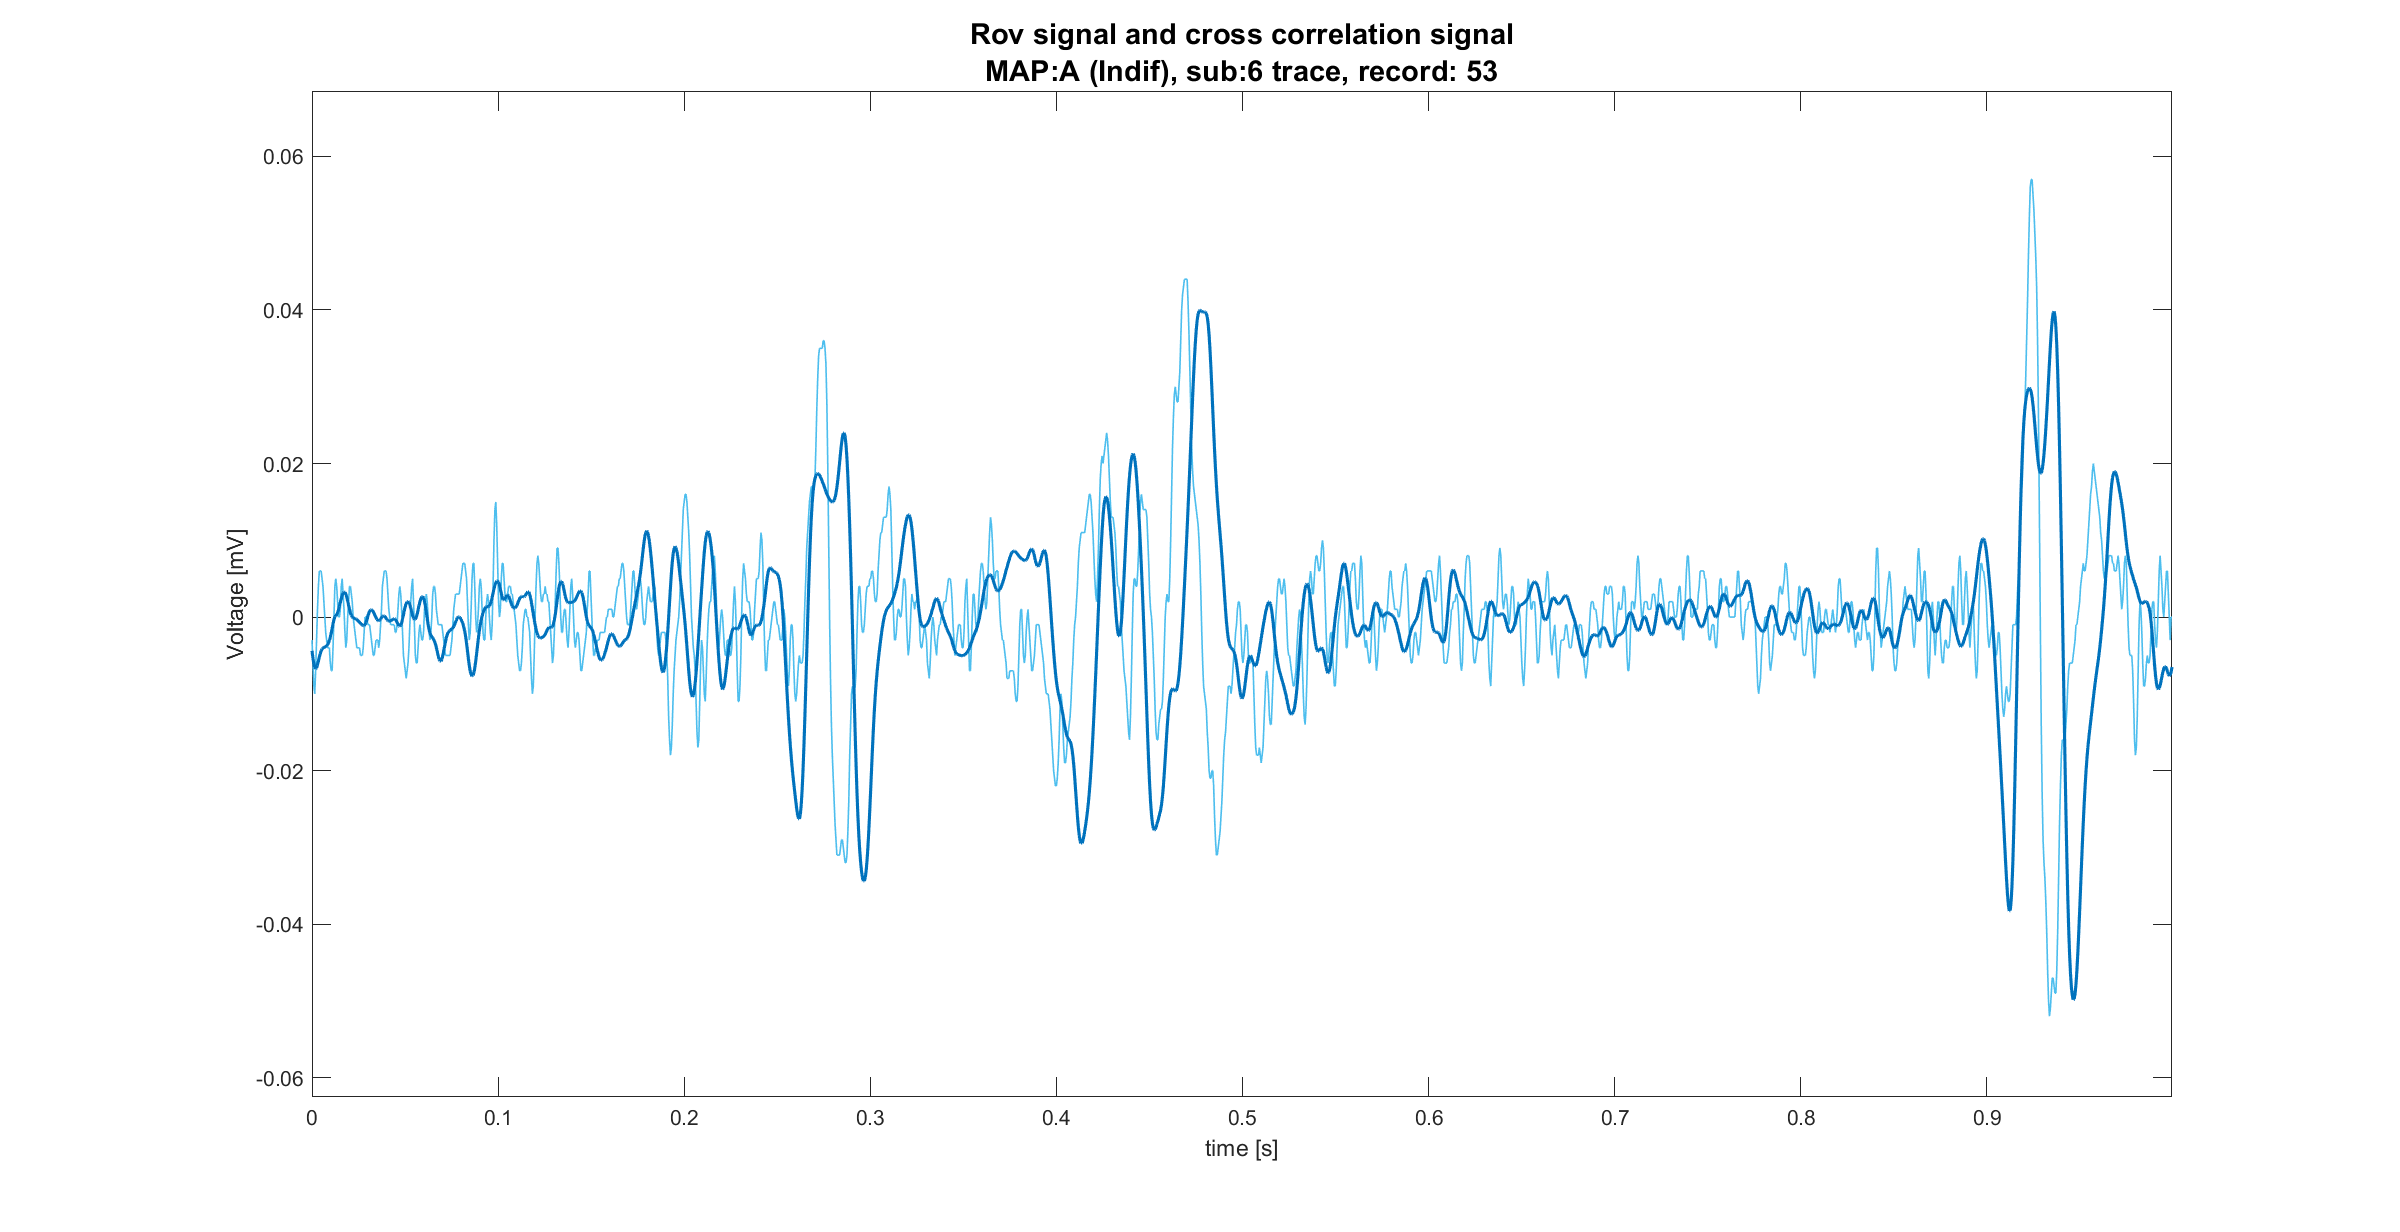 Rov signal and cross correlation signal
MAP:A (Indif), sub:6 trace, record: 53
Voltage [mV]
0.06
0.04
0.02
0
-0.02
-0.04
-0.06
0 0.1 0.2 0.3 0.4 0.5 0.6 0.7 0.8 0.9
time [s]